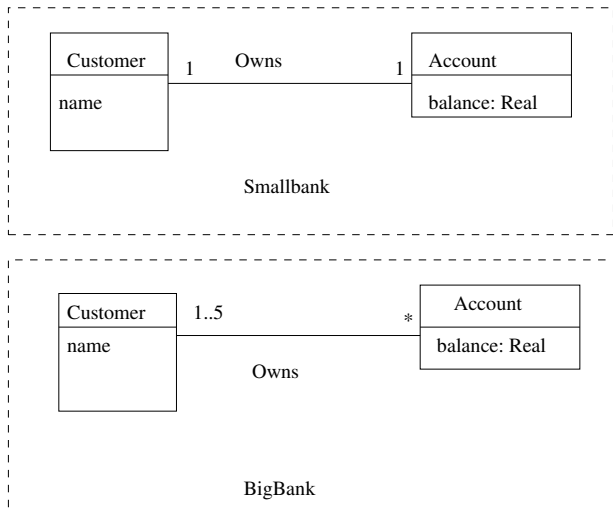 Customer
1
Owns
1
Account
name
balance: Real
Smallbank
Customer
1..5
*
Account
name
balance: Real
Owns
BigBank